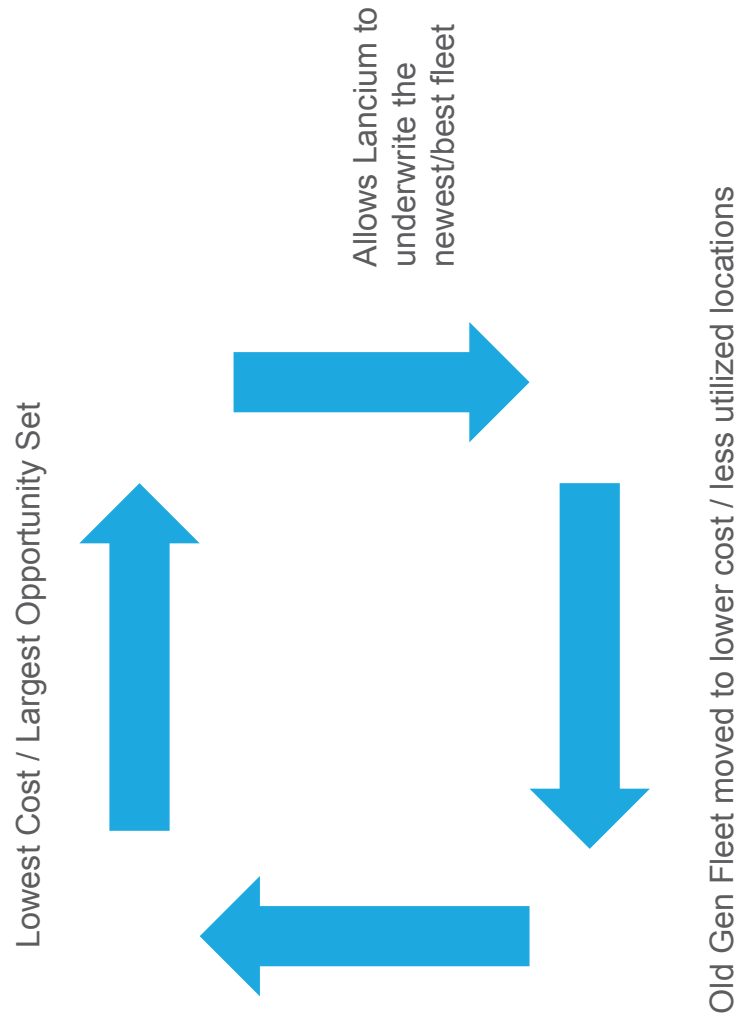 Lowest Cost / Largest Opportunity Set
Allows Lancium to
underwrite the
newest/best fleet
Old Gen Fleet moved to lower cost / less utilized locations